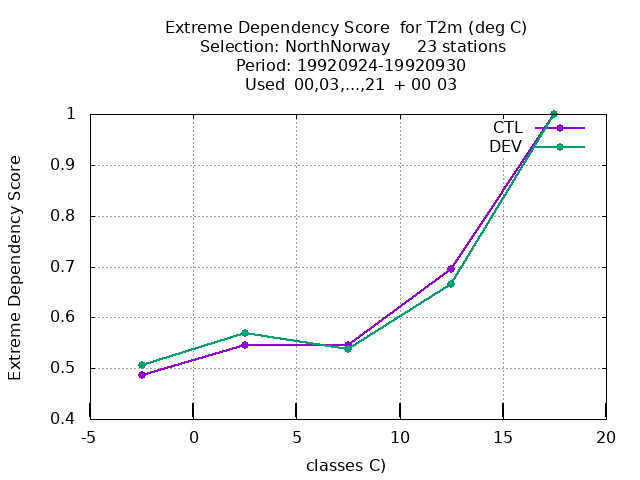 Extreme Dependency Score  for T2m (deg C)
Selection: NorthNorway     23 stations
Period: 19920924-19920930
Used  00,03,...,21  + 00 03
Extreme Dependency Score
1
0.9
0.8
0.7
0.6
0.5
0.4
CTL
DEV
-5
0
5
10
15
20
classes C)